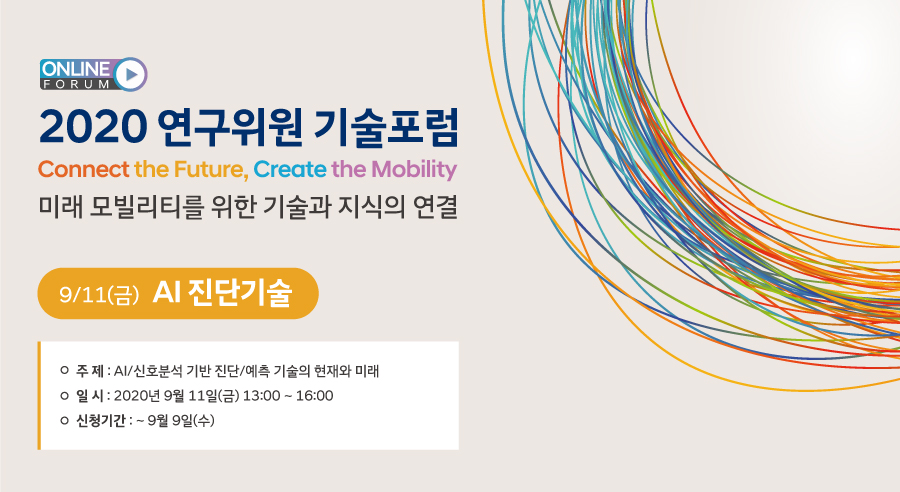 ONLINE
FORUM
2020 연구위원 기술포럼
Connect the Future, Create the Mobility
미래 모빌리티를 위한 기술과 지식의 연결
9/11(금) AI 진단기술
주 제 : AI/신호분석 기반 진단/예측 기술의 현재와 미래
일 시 : 2020년 9월 11일(금) 13:00 ~ 16:00
신청기간 : ~ 9월 9일(수)